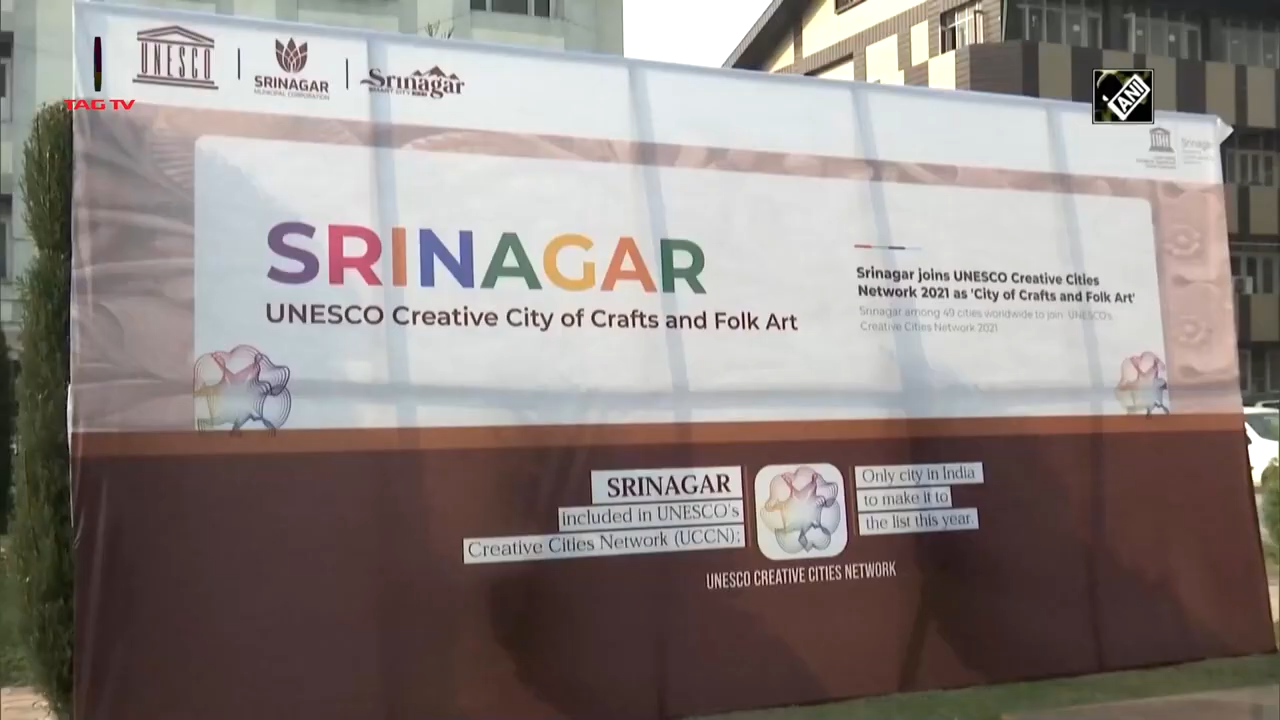 UNESCO
SRINAGAR
MUNICIPAL CORPORATION
Srinagar
SMART CITY
TAG TV
ANI
Srinagar
SRINAGAR
UNESCO Creative City of Crafts and Folk Art
Srinagar joins UNESCO Creative Cities
Network 2021 as 'City of Crafts and Folk Art'
Srinagar among 49 cities worldwide to join UNESCO's
Creative Cities Network 2021
SRINAGAR
included in UNESCO's
Creative Cities Network (UCCN);
Only city in India
to make it to
the list this year.
UNESCO CREATIVE CITIES NETWORK